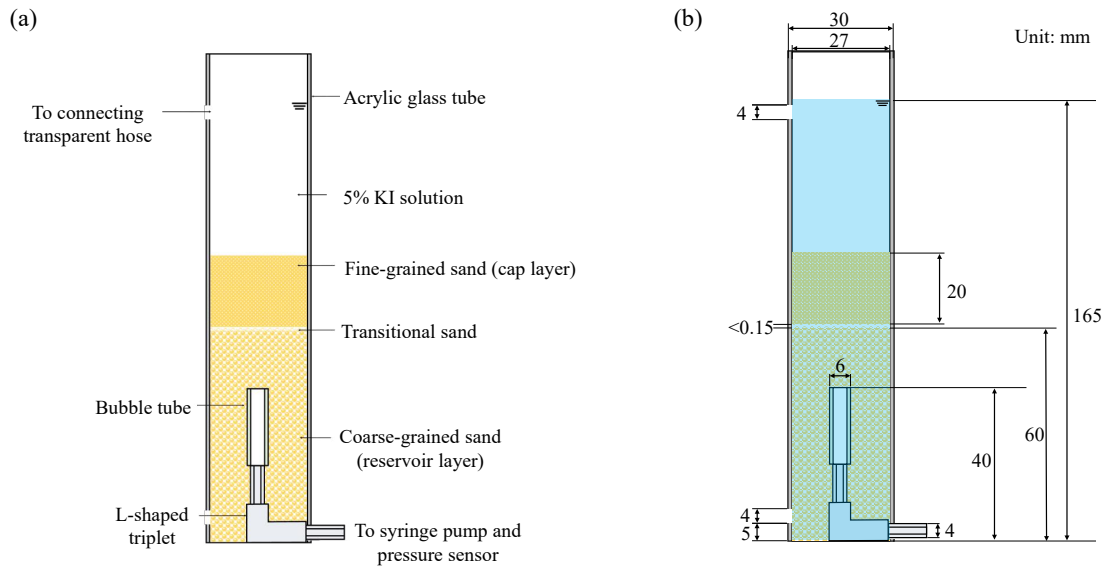 (a)
To connecting
transparent hose
Acrylic glass tube
5% KI solution
Fine-grained sand (cap layer)
Transitional sand
Bubble tube
Coarse-grained sand
(reservoir layer)
L-shaped
triplet
To syringe pump and
pressure sensor
(b)
30
27
Unit: mm
4
20
165
<0.15
6
60
40
4
5
4